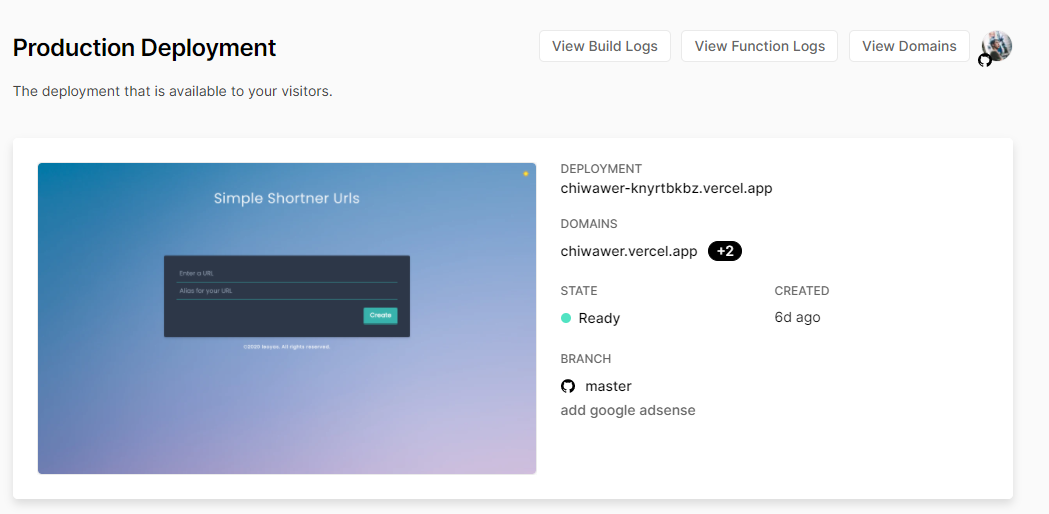 Production Deployment
View Build Logs
View Function Logs
View Domains
The deployment that is available to your visitors.
Simple Shortner Urls
Enter a URL
Alias for your URL
Create
©2020 All rights reserved.
DEPLOYMENT
chiwawer-knyrtbkbz.vercel.app
DOMAINS
chiwawer.vercel.app +2
STATE
Ready
CREATED
6d ago
BRANCH
master
add google adsense